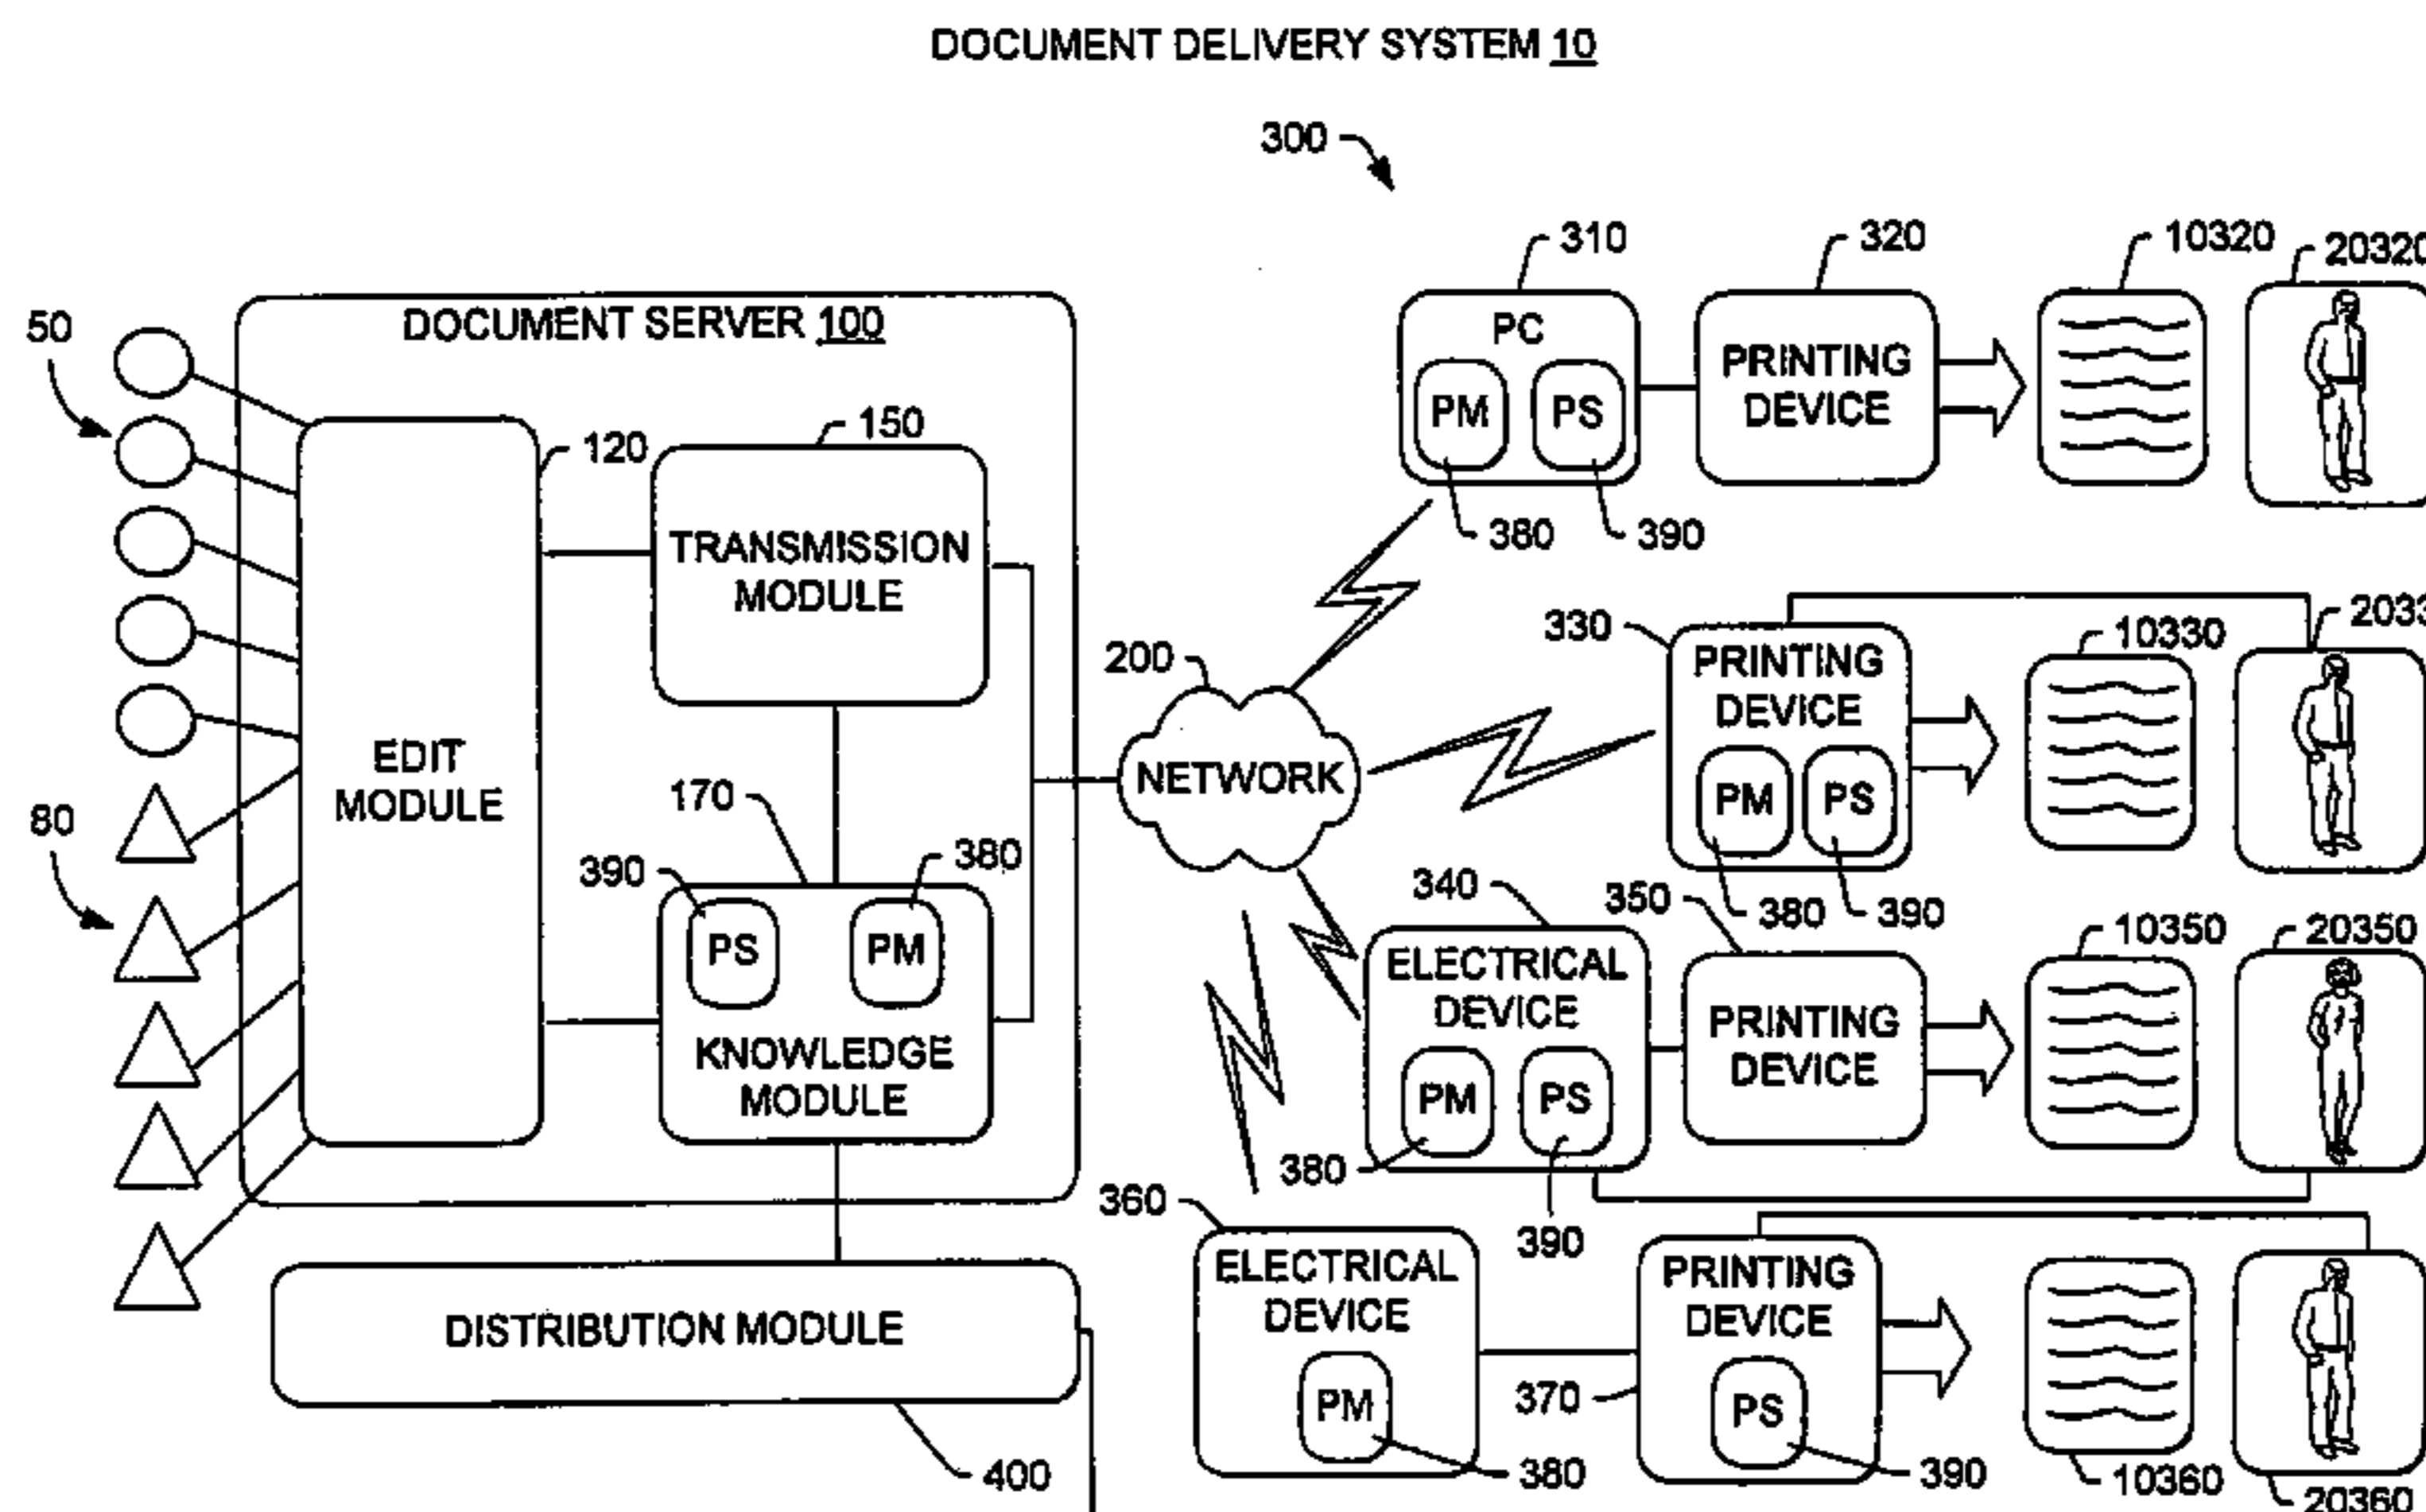 DOCUMENT DELIVERY SYSTEM 10
300
310
320
10320
20320
50
DOCUMENT SERVER 100
PC
PM
PS
PRINTING
DEVICE
380
390
120
150
TRANSMISSION
MODULE
EDIT
MODULE
80
170
390
380
PS
PM
KNOWLEDGE
MODULE
200
NETWORK
330
10330
2033
PRINTING
DEVICE
PM
PS
380
390
340
350
10350
20350
ELECTRICAL
DEVICE
PM
PS
PRINTING
DEVICE
380
390
360
ELECTRICAL
DEVICE
PM
380
370
PRINTING
DEVICE
PS
390
10360
20360
DISTRIBUTION MODULE
400